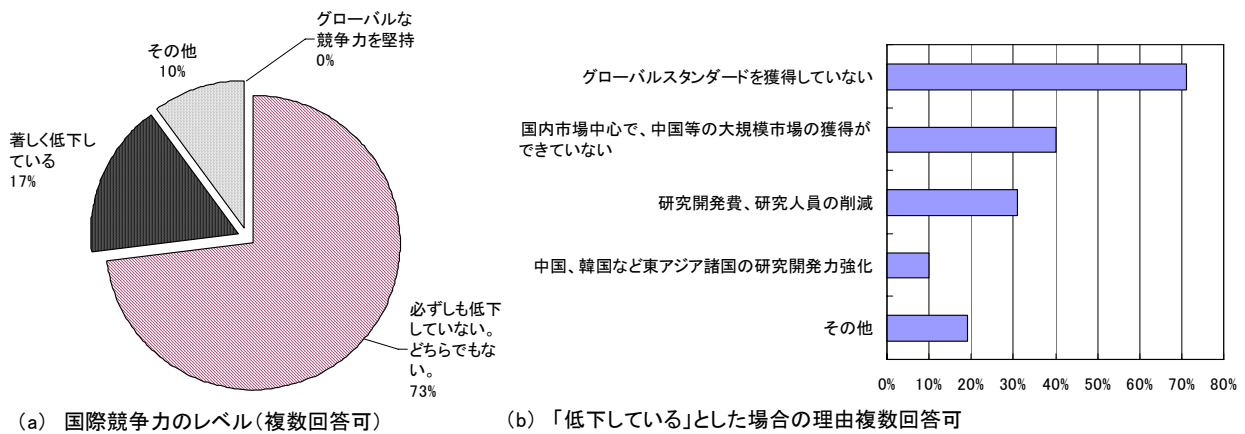 グローバルな
競争力を堅持
0%
その他
10%
著しく低下し
ている
17%
必ずしも低下
していない。
どちらでもな
い。
73%
(a) 国際競争力のレベル(複数回答可)
グローバルスタンダードを獲得していない
国内市場中心で、中国等の大規模市場の獲得が
できていない
研究開発費、研究人員の削減
中国、韓国など東アジア諸国の研究開発力強化
その他
0% 10% 20% 30% 40% 50% 60% 70% 80%
(b) 「低下している」とした場合の理由複数回答可